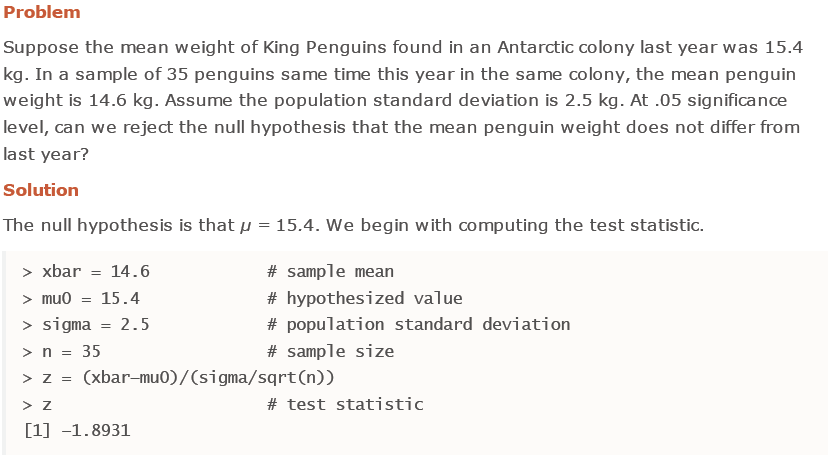 Problem
Suppose the mean weight of King Penguins found in an Antarctic colony last year was 15.4
kg. In a sample of 35 penguins same time this year in the same colony, the mean penguin
weight is 14.6 kg. Assume the population standard deviation is 2.5 kg. At .05 significance
level, can we reject the null hypothesis that the mean penguin weight does not differ from
last year?
Solution
The null hypothesis is that μ = 15.4. We begin with computing the test statistic.
> xbar = 14.6 # sample mean
> mu0 = 15.4 # hypothesized value
> sigma = 2.5 # population standard deviation
> n = 35 # sample size
> z = (xbar−mu0)/(sigma/sqrt(n))
> z # test statistic
[1] −1.8931